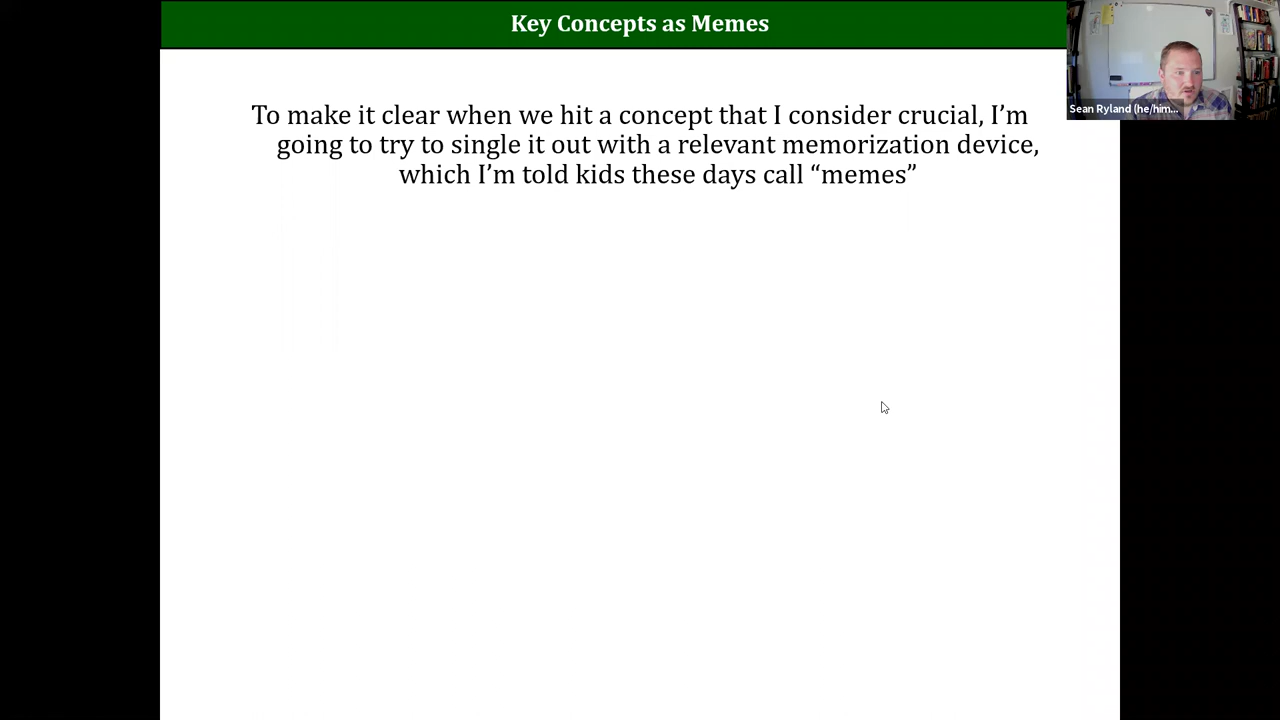 Key Concepts as Memes
To make it clear when we hit a concept that I consider crucial, I’m
going to try to single it out with a relevant memorization device,
which I’m told kids these days call “memes”
Sean Ryland (he/him...